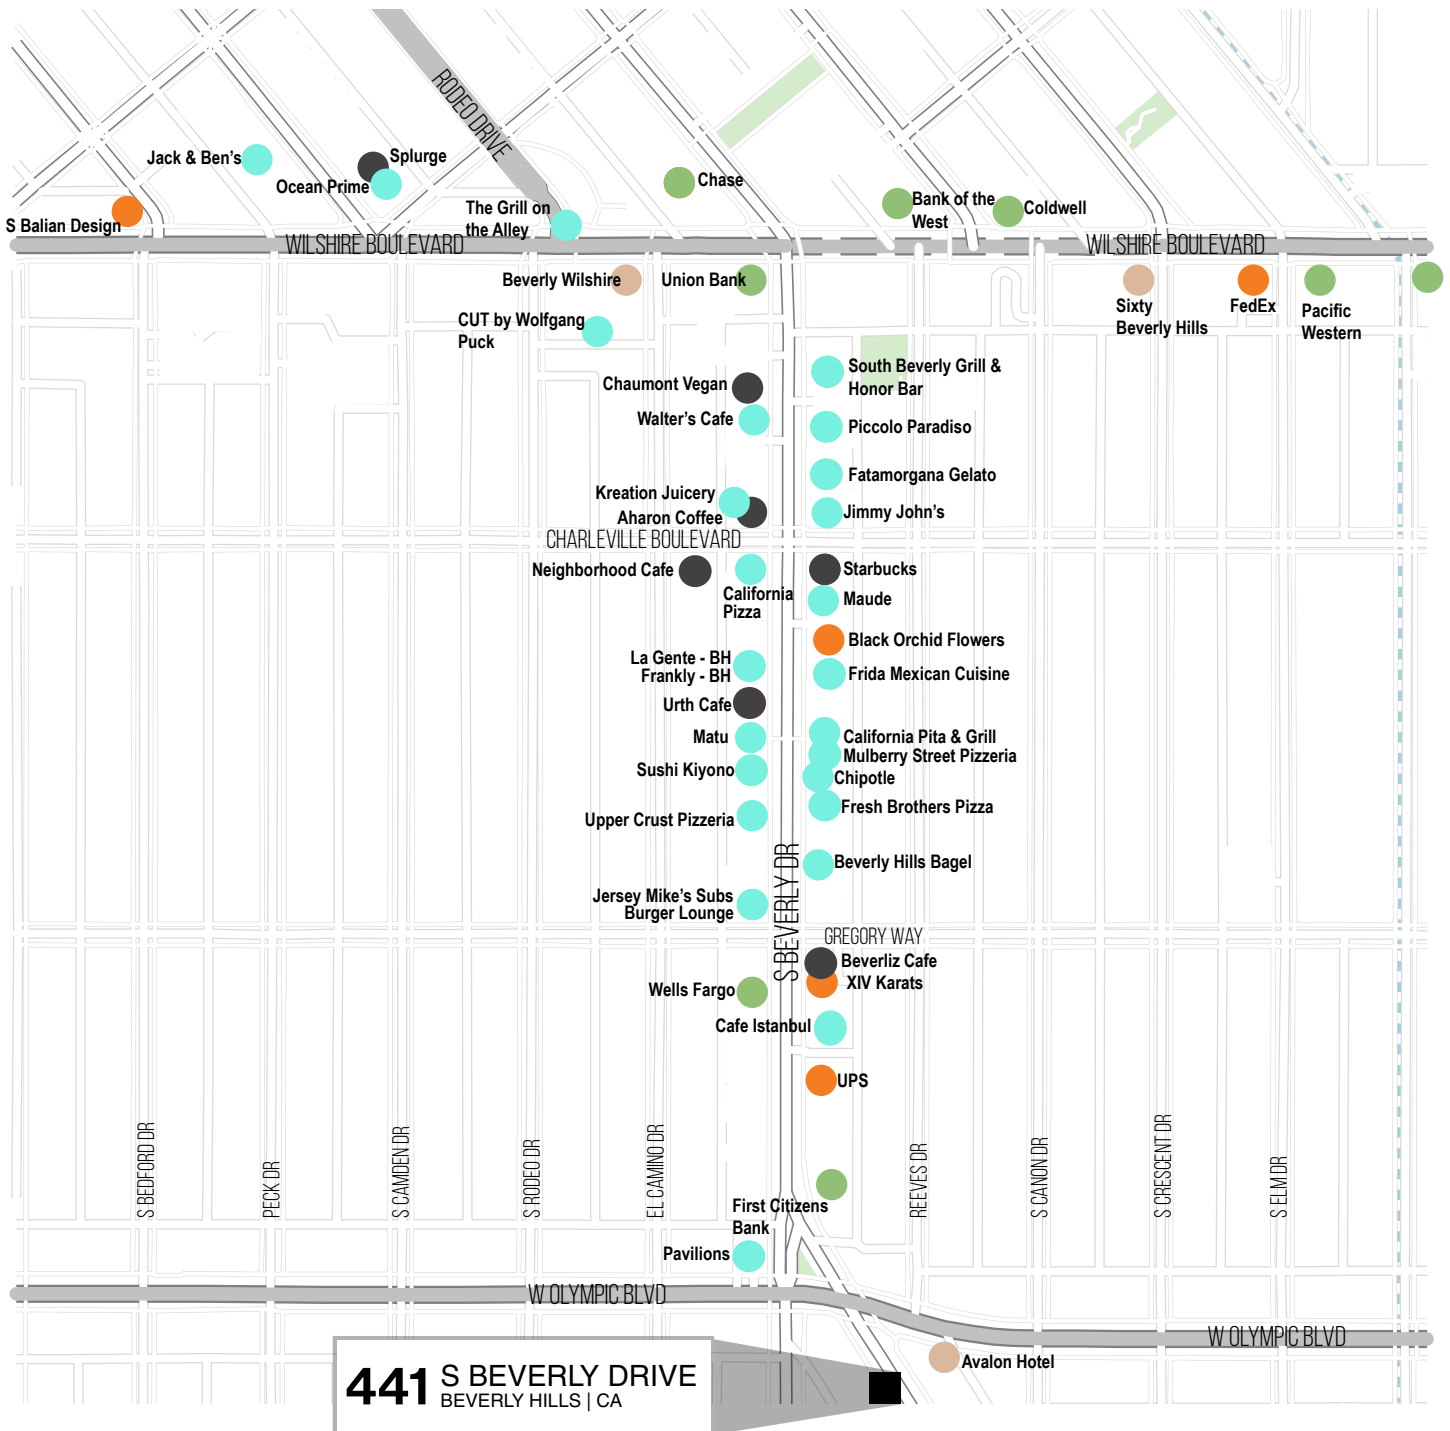 RODEO DRIVE
Jack & Ben's
Splurge
Ocean Prime
Chase
S Balian Design
The Grill on
the Alley
Bank of the
West
Coldwell
WILSHIRE BOULEVARD
WILSHIRE BOULEVARD
Beverly Wilshire
Union Bank
Sixty
Beverly Hills
FedEx
Pacific
Western
CUT by Wolfgang
Puck
South Beverly Grill &
Honor Bar
Chaumont Vegan
Walter's Cafe
Piccolo Paradiso
Fatamorgana Gelato
Kreation Juicery
Aharon Coffee
Jimmy John's
CHARLEVILLE BOULEVARD
Neighborhood Cafe
California
Pizza
Starbucks
Maude
Black Orchid Flowers
La Gente - BH
Frankly - BH
Frida Mexican Cuisine
Urth Cafe
Matu
California Pita & Grill
Mulberry Street Pizzeria
Sushi Kiyono
Chipotle
Fresh Brothers Pizza
Upper Crust Pizzeria
Beverly Hills Bagel
Jersey Mike's Subs
Burger Lounge
S BEVERLY DR
GREGORY WAY
Beverliz Cafe
XIV Karats
Wells Fargo
Cafe Istanbul
UPS
S BEDFORD DR
PECK DR
S CAMDEN DR
S RODEO DR
EL CAMINO DR
REEVES DR
S CANON DR
S CRESCENT DR
S ELM DR
First Citizens
Bank
Pavilions
W OLYMPIC BLVD
W OLYMPIC BLVD
Avalon Hotel
441 S BEVERLY DRIVE
BEVERLY HILLS | CA